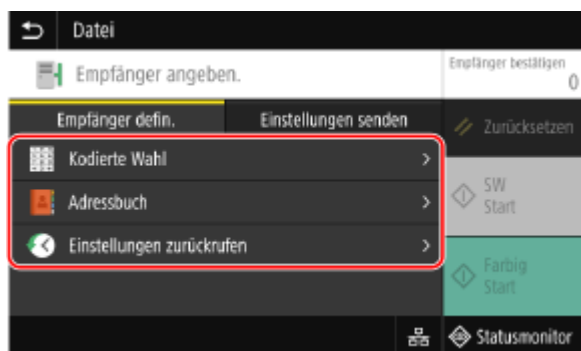 Datei
Empfänger angeben.
Empfänger bestätigen
0
Empfänger defin.
Einstellungen senden
Zurücksetzen
Kodierte Wahl
Adressbuch
Einstellungen zurückrufen
SW
Start
Farbig
Start
Statusmonitor